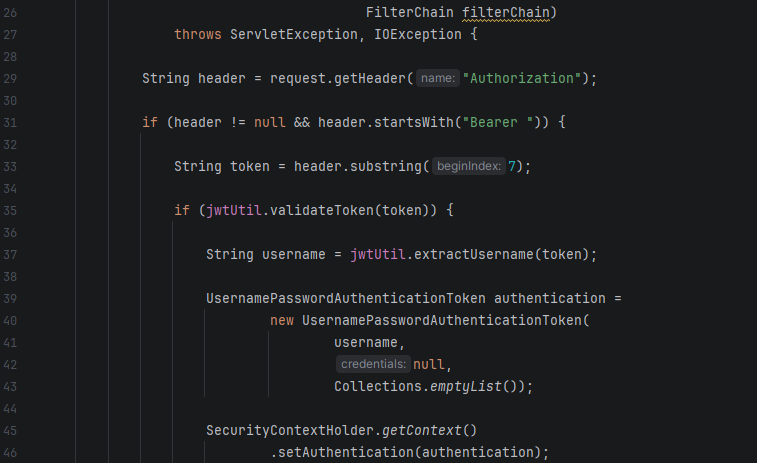 26 FilterChain filterChain)
27 throws ServletException, IOException {
28
29 String header = request.getHeader( name: "Authorization");
30
31 if (header != null && header.startsWith("Bearer ")) {
32
33 String token = header.substring( beginIndex: 7);
34
35 if (jwtUtil.validateToken(token)) {
36
37 String username = jwtUtil.extractUsername(token);
38
39 UsernamePasswordAuthenticationToken authentication =
40 new UsernamePasswordAuthenticationToken(
41 username,
42 credentials: null,
43 Collections.emptyList());
44
45 SecurityContextHolder.getContext()
46 .setAuthentication(authentication);